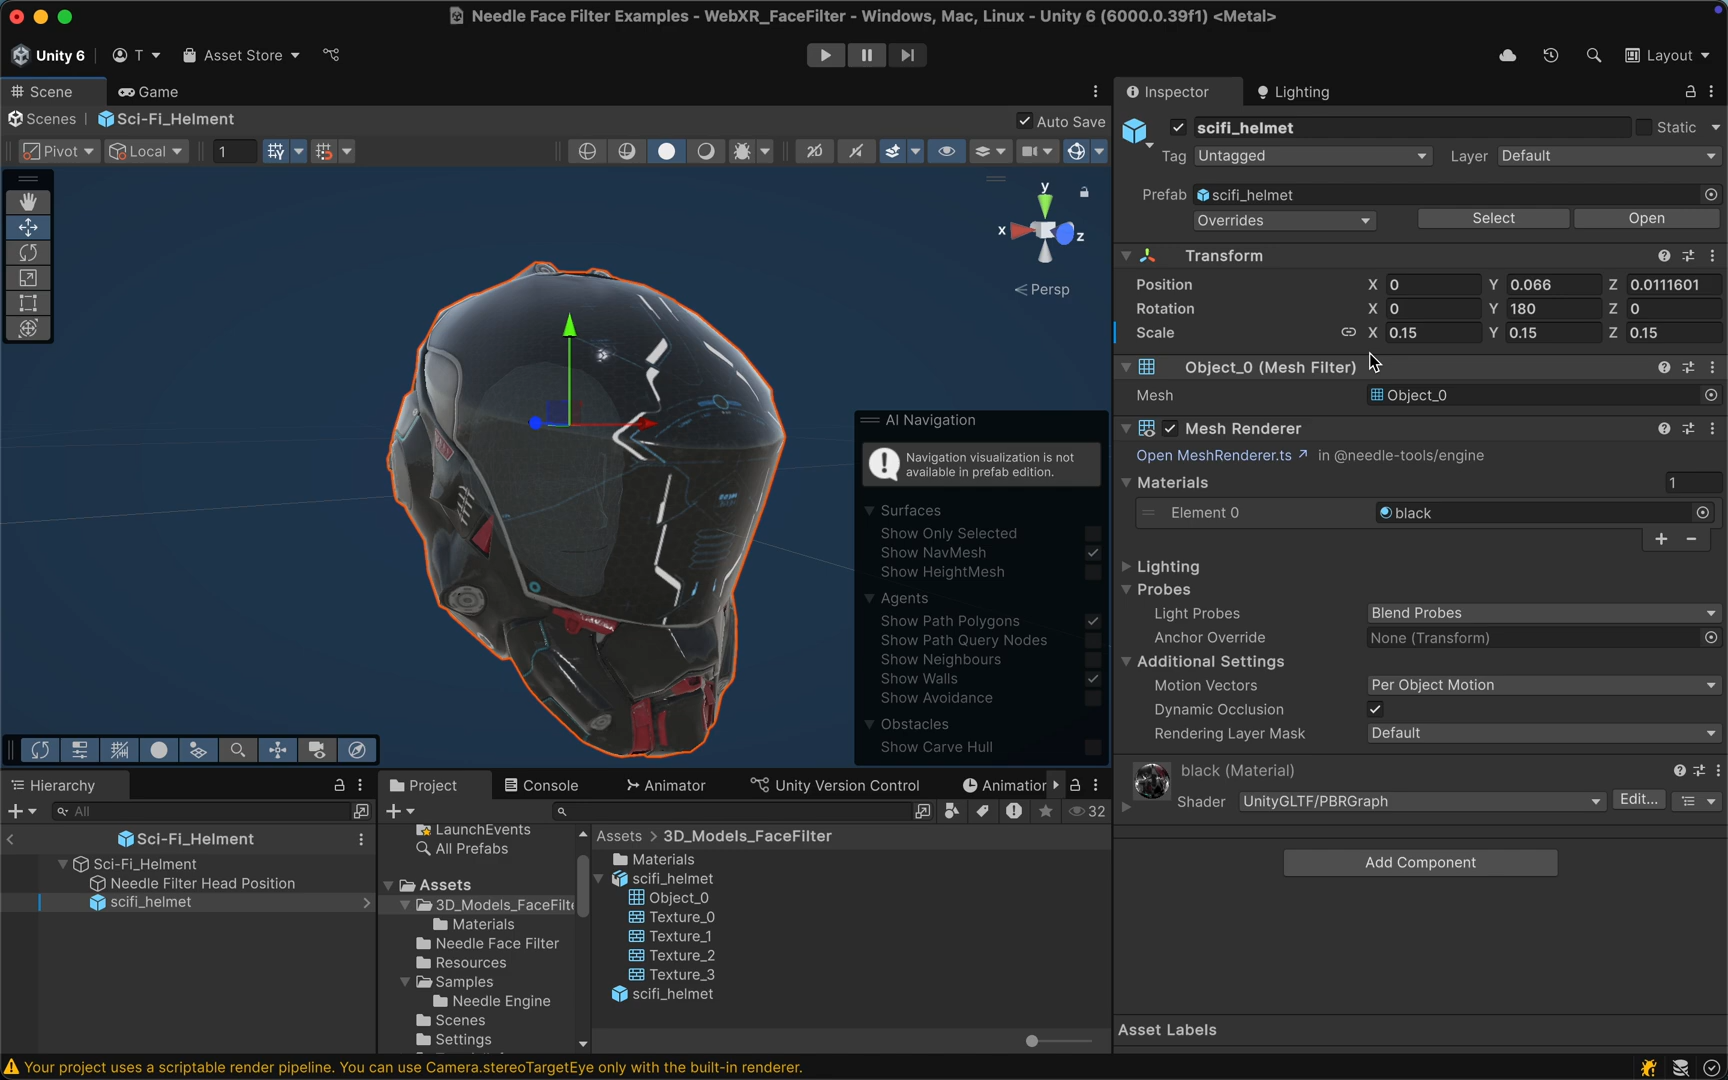 Needle Face Filter Examples - WebXR_FaceFilter - Windows, Mac, Linux - Unity 6 (6000.0.39f1) <Metal>
Unity 6
T
Asset Store
Layout
Scene
Game
Scenes
Sci-Fi_Helment
Auto Save
Pivot
Local
1
2D
y
x
z
Persp
AI Navigation
Navigation visualization is not
available in prefab edition.
Surfaces
Show Only Selected
Show NavMesh
Show HeightMesh
Agents
Show Path Polygons
Show Path Query Nodes
Show Neighbours
Show Walls
Show Avoidance
Obstacles
Show Carve Hull
Inspector
Lighting
scifi_helmet
Static
Tag
Untagged
Layer
Default
Prefab
scifi_helmet
Overrides
Select
Open
Transform
Position X 0 Y 0.066 Z 0.0111601
Rotation X 0 Y 180 Z 0
Scale X 0.15 Y 0.15 Z 0.15
Object_0 (Mesh Filter)
Mesh
Object_0
Mesh Renderer
Open MeshRenderer.ts ↗ in @needle-tools/engine
Materials
1
Element 0
black
Lighting
Probes
Light Probes
Blend Probes
Anchor Override
None (Transform)
Additional Settings
Motion Vectors
Per Object Motion
Dynamic Occlusion
Rendering Layer Mask
Default
black (Material)
Shader
UnityGLTF/PBRGraph
Edit...
Add Component
Asset Labels
Hierarchy
All
Sci-Fi_Helment
Sci-Fi_Helment
Needle Filter Head Position
scifi_helmet
Project
Console
Animator
Unity Version Control
Animation
32
LaunchEvents
All Prefabs
Assets
3D_Models_FaceFilte
Materials
Needle Face Filter
Resources
Samples
Needle Engine
Scenes
Settings
Assets > 3D_Models_FaceFilter
Materials
scifi_helmet
Object_0
Texture_0
Texture_1
Texture_2
Texture_3
scifi_helmet
Your project uses a scriptable render pipeline. You can use Camera.stereoTargetEye only with the built-in renderer.